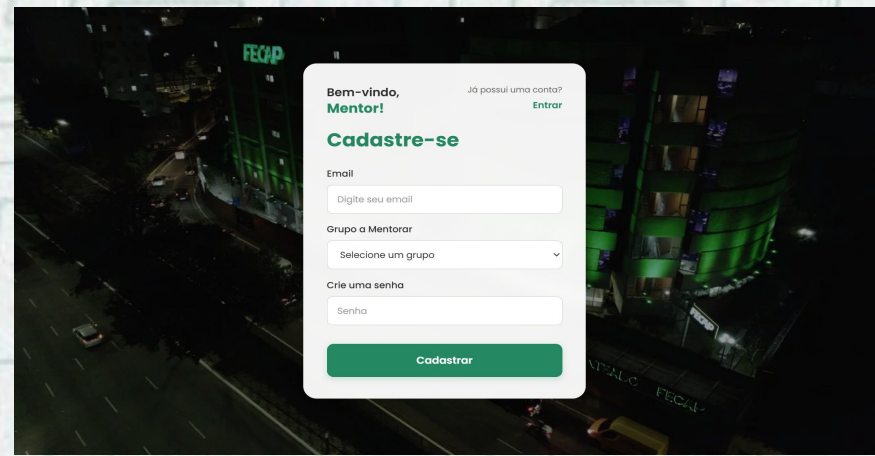 FECAP
Bem-vindo,
Mentor!
Já possui uma conta?
Entrar
Cadastre-se
Email
Digite seu email
Grupo a Mentorar
Selecione um grupo
Crie uma senha
Senha
Cadastrar
FECAP
FECAP